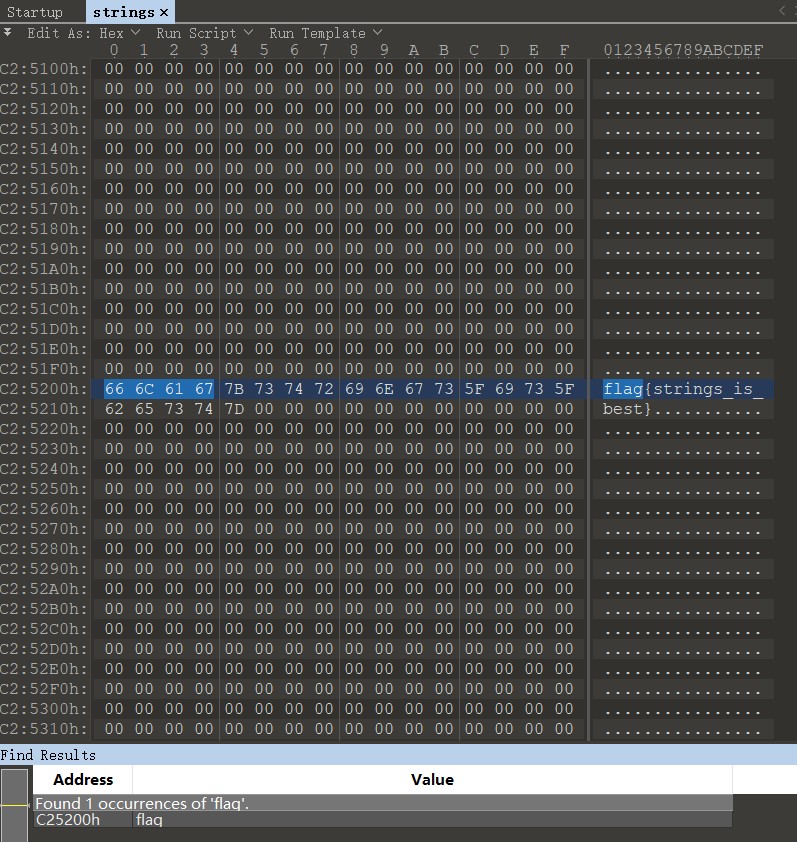 Startup strings ×
Edit As: Hex Run Script Run Template
0 1 2 3 4 5 6 7 8 9 A B C D E F 0123456789ABCDEF
C2:5100h: 00 00 00 00 00 00 00 00 00 00 00 00 00 00 00 00 ................
C2:5110h: 00 00 00 00 00 00 00 00 00 00 00 00 00 00 00 00 ................
C2:5120h: 00 00 00 00 00 00 00 00 00 00 00 00 00 00 00 00 ................
C2:5130h: 00 00 00 00 00 00 00 00 00 00 00 00 00 00 00 00 ................
C2:5140h: 00 00 00 00 00 00 00 00 00 00 00 00 00 00 00 00 ................
C2:5150h: 00 00 00 00 00 00 00 00 00 00 00 00 00 00 00 00 ................
C2:5160h: 00 00 00 00 00 00 00 00 00 00 00 00 00 00 00 00 ................
C2:5170h: 00 00 00 00 00 00 00 00 00 00 00 00 00 00 00 00 ................
C2:5180h: 00 00 00 00 00 00 00 00 00 00 00 00 00 00 00 00 ................
C2:5190h: 00 00 00 00 00 00 00 00 00 00 00 00 00 00 00 00 ................
C2:51A0h: 00 00 00 00 00 00 00 00 00 00 00 00 00 00 00 00 ................
C2:51B0h: 00 00 00 00 00 00 00 00 00 00 00 00 00 00 00 00 ................
C2:51C0h: 00 00 00 00 00 00 00 00 00 00 00 00 00 00 00 00 ................
C2:51D0h: 00 00 00 00 00 00 00 00 00 00 00 00 00 00 00 00 ................
C2:51E0h: 00 00 00 00 00 00 00 00 00 00 00 00 00 00 00 00 ................
C2:51F0h: 00 00 00 00 00 00 00 00 00 00 00 00 00 00 00 00 ................
C2:5200h: 66 6C 61 67 7B 73 74 72 69 6E 67 73 5F 69 73 5F flag{strings_is_
C2:5210h: 62 65 73 74 7D 00 00 00 00 00 00 00 00 00 00 00 best}...........
C2:5220h: 00 00 00 00 00 00 00 00 00 00 00 00 00 00 00 00 ................
C2:5230h: 00 00 00 00 00 00 00 00 00 00 00 00 00 00 00 00 ................
C2:5240h: 00 00 00 00 00 00 00 00 00 00 00 00 00 00 00 00 ................
C2:5250h: 00 00 00 00 00 00 00 00 00 00 00 00 00 00 00 00 ................
C2:5260h: 00 00 00 00 00 00 00 00 00 00 00 00 00 00 00 00 ................
C2:5270h: 00 00 00 00 00 00 00 00 00 00 00 00 00 00 00 00 ................
C2:5280h: 00 00 00 00 00 00 00 00 00 00 00 00 00 00 00 00 ................
C2:5290h: 00 00 00 00 00 00 00 00 00 00 00 00 00 00 00 00 ................
C2:52A0h: 00 00 00 00 00 00 00 00 00 00 00 00 00 00 00 00 ................
C2:52B0h: 00 00 00 00 00 00 00 00 00 00 00 00 00 00 00 00 ................
C2:52C0h: 00 00 00 00 00 00 00 00 00 00 00 00 00 00 00 00 ................
C2:52D0h: 00 00 00 00 00 00 00 00 00 00 00 00 00 00 00 00 ................
C2:52E0h: 00 00 00 00 00 00 00 00 00 00 00 00 00 00 00 00 ................
C2:52F0h: 00 00 00 00 00 00 00 00 00 00 00 00 00 00 00 00 ................
C2:5300h: 00 00 00 00 00 00 00 00 00 00 00 00 00 00 00 00 ................
C2:5310h: 00 00 00 00 00 00 00 00 00 00 00 00 00 00 00 00 ................
Find Results
Address Value
Found 1 occurrences of 'flag'.
C25200h flag